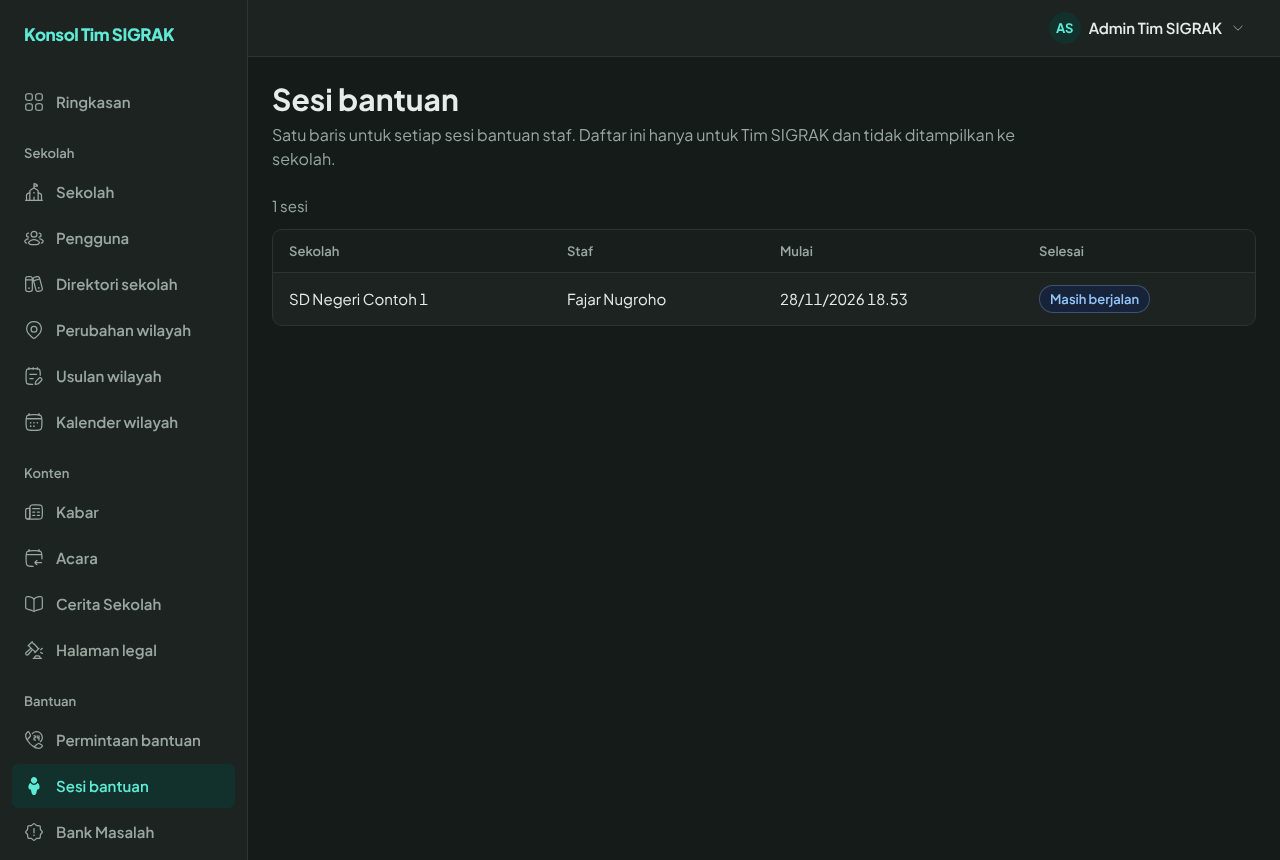 Konsol Tim SIGRAK
AS
Admin Tim SIGRAK
Ringkasan
Sekolah
Sekolah
Pengguna
Direktori sekolah
Perubahan wilayah
Usulan wilayah
Kalender wilayah
Konten
Kabar
Acara
Cerita Sekolah
Halaman legal
Bantuan
Permintaan bantuan
Sesi bantuan
Bank Masalah
Sesi bantuan
Satu baris untuk setiap sesi bantuan staf. Daftar ini hanya untuk Tim SIGRAK dan tidak ditampilkan ke
sekolah.
1 sesi
Sekolah Staf Mulai Selesai
SD Negeri Contoh 1 Fajar Nugroho 28/11/2026 18.53 Masih berjalan